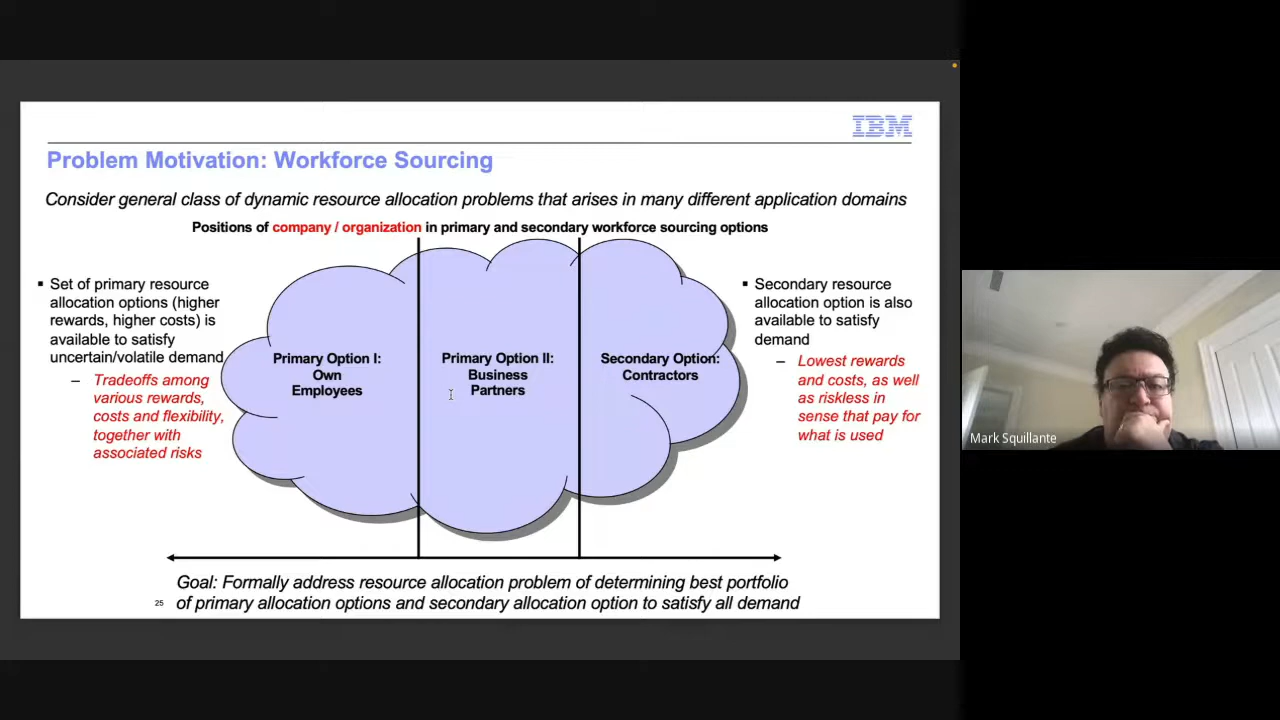 IBM
Problem Motivation: Workforce Sourcing
Consider general class of dynamic resource allocation problems that arises in many different application domains
Positions of company / organization in primary and secondary workforce sourcing options
▪ Set of primary resource
allocation options (higher
rewards, higher costs) is
available to satisfy
uncertain/volatile demand
– Tradeoffs among
various rewards,
costs and flexibility,
together with
associated risks
Primary Option I:
Own
Employees
Primary Option II:
Business
Partners
Secondary Option:
Contractors
▪ Secondary resource
allocation option is also
available to satisfy
demand
– Lowest rewards
and costs, as well
as riskless in
sense that pay for
what is used
Goal: Formally address resource allocation problem of determining best portfolio
of primary allocation options and secondary allocation option to satisfy all demand
25
Mark Squillante